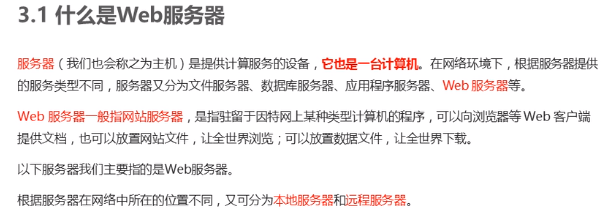 3.1 什么是Web服务器
服务器（我们也会称之为主机）是提供计算服务的设备，它也是一台计算机。在网络环境下，根据服务器提供
的服务类型不同，服务器又分为文件服务器、数据库服务器、应用程序服务器、Web 服务器等。
Web 服务器一般指网站服务器，是指驻留于因特网上某种类型计算机的程序，可以向浏览器等 Web 客户端
提供文档，也可以放置网站文件，让全世界浏览；可以放置数据文件，让全世界下载。
以下服务器我们主要指的是Web服务器。
根据服务器在网络中所在的位置不同，又可分为本地服务器和远程服务器。